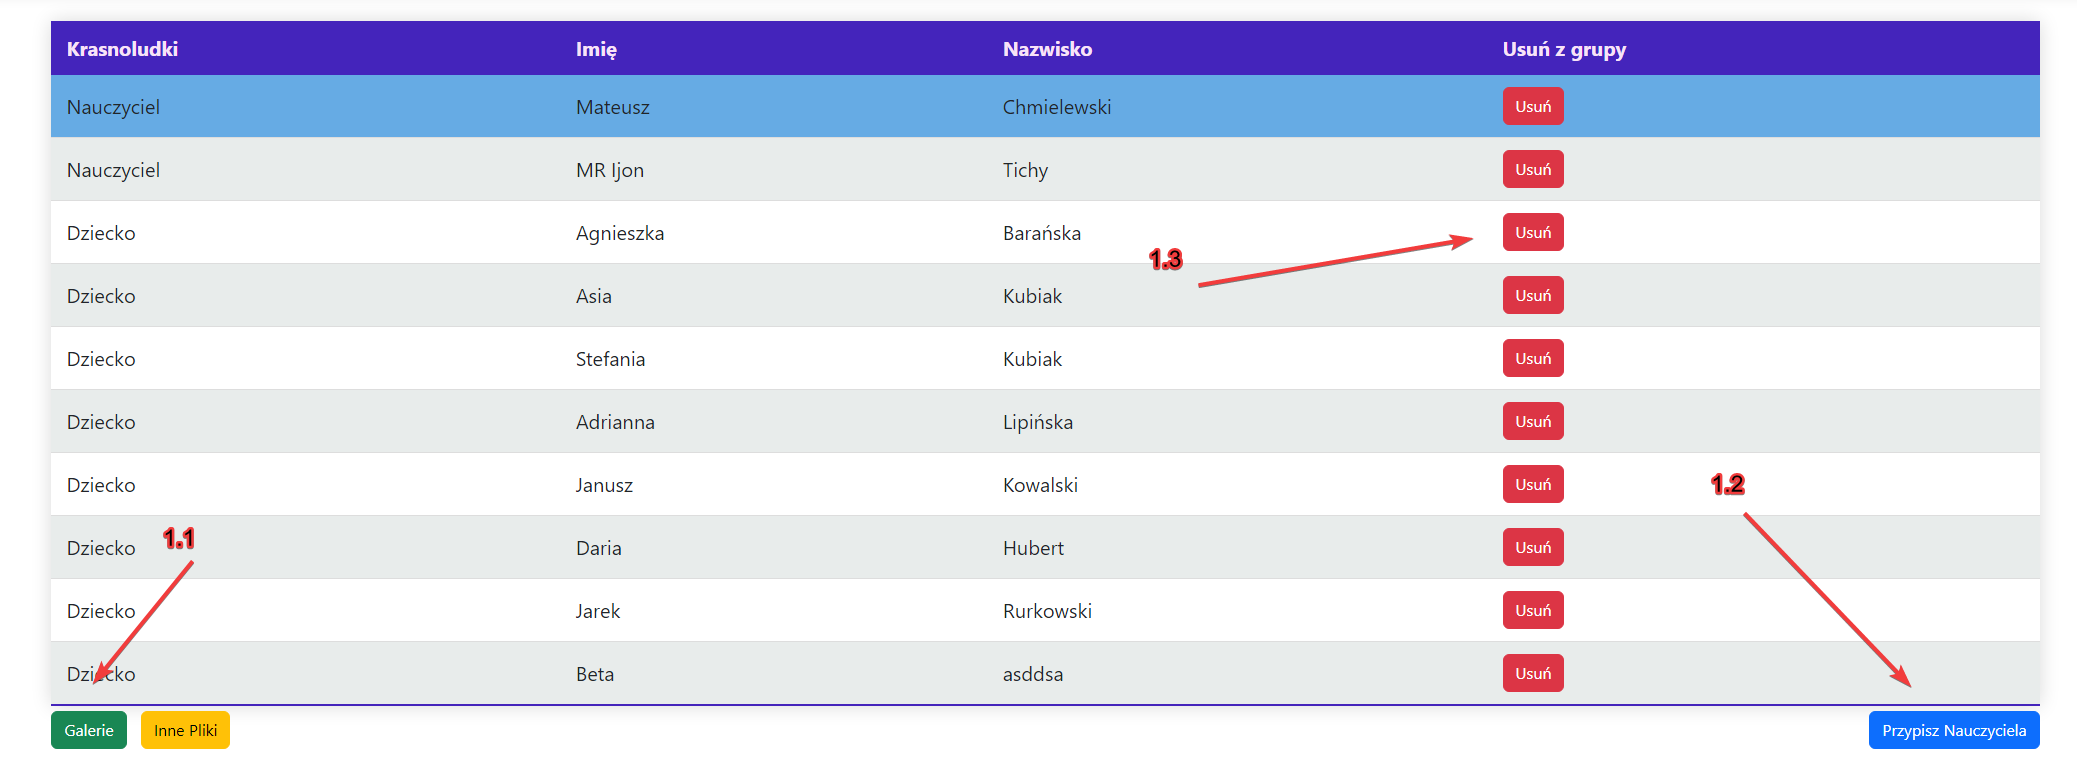 Krasnoludki Imię Nazwisko Usuń z grupy
Nauczyciel Mateusz Chmielewski Usuń
Nauczyciel MR Ijon Tichy Usuń
Dziecko Agnieszka Barańska Usuń
1.3
Dziecko Asia Kubiak Usuń
Dziecko Stefania Kubiak Usuń
Dziecko Adrianna Lipińska Usuń
Dziecko Janusz Kowalski Usuń 1.2
Dziecko 1.1 Daria Hubert Usuń
Dziecko Jarek Rurkowski Usuń
Dziecko Beta asddsa Usuń
Galerie Inne Pliki Przypisz Nauczyciela